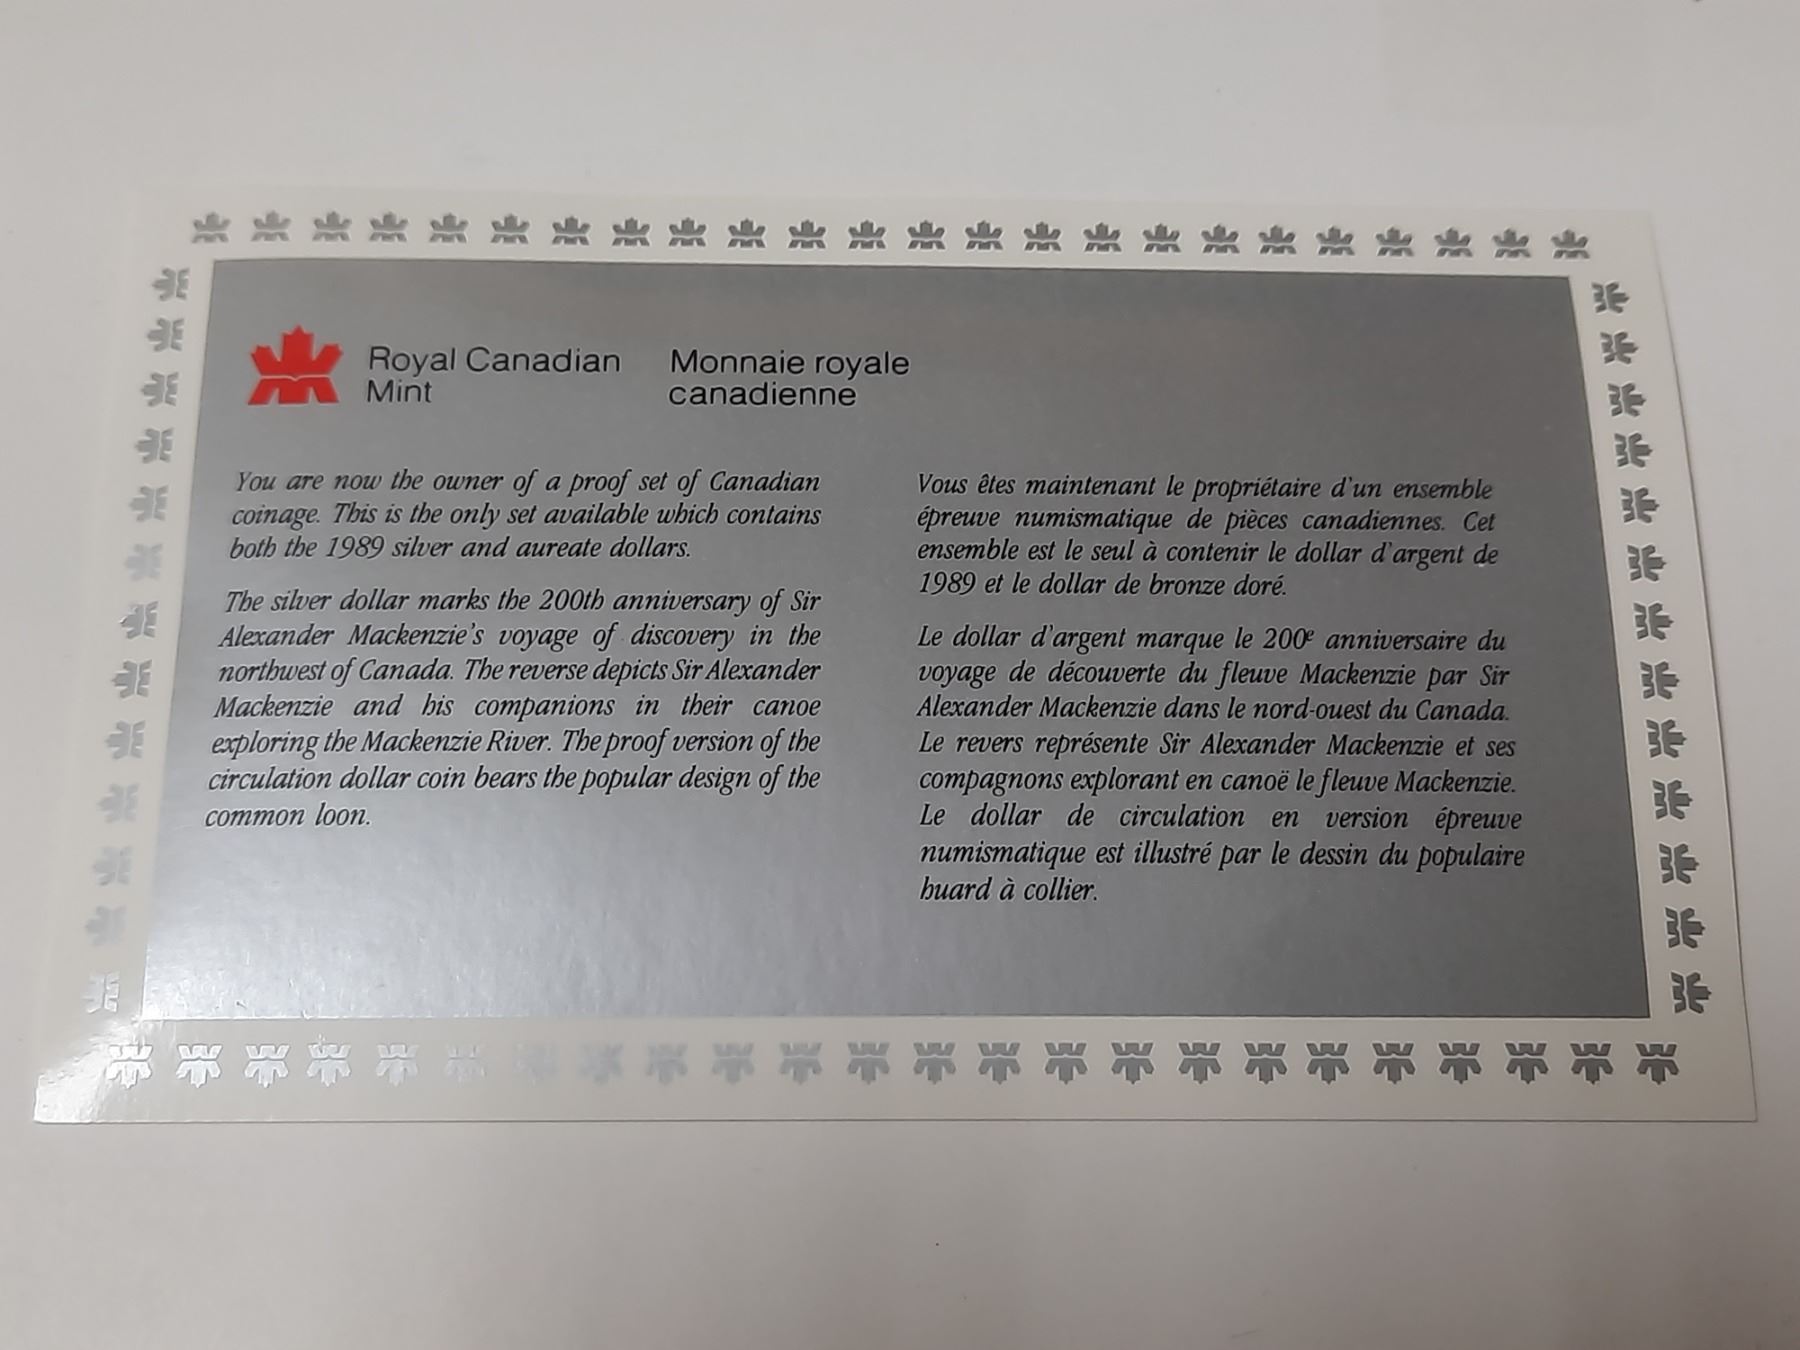 Royal Canadian
Mint
Monnaie royale
canadienne
You are now the owner of a proof set of Canadian
coinage. This is the only set available which contains
both the 1989 silver and aureate dollars.
The silver dollar marks the 200th anniversary of Sir
Alexander Mackenzie's voyage of discovery in the
northwest of Canada. The reverse depicts Sir Alexander
Mackenzie and his companions in their canoe
exploring the Mackenzie River. The proof version of the
circulation dollar coin bears the popular design of the
common loon.
Vous êtes maintenant le propriétaire d'un ensemble
épreuve numismatique de pièces canadiennes. Cet
ensemble est le seul à contenir le dollar d'argent de
1989 et le dollar de bronze doré.
Le dollar d'argent marque le 200e anniversaire du
voyage de découverte du fleuve Mackenzie par Sir
Alexander Mackenzie dans le nord-ouest du Canada.
Le revers représente Sir Alexander Mackenzie et ses
compagnons explorant en canoë le fleuve Mackenzie.
Le dollar de circulation en version épreuve
numismatique est illustré par le dessin du populaire
huard à collier.